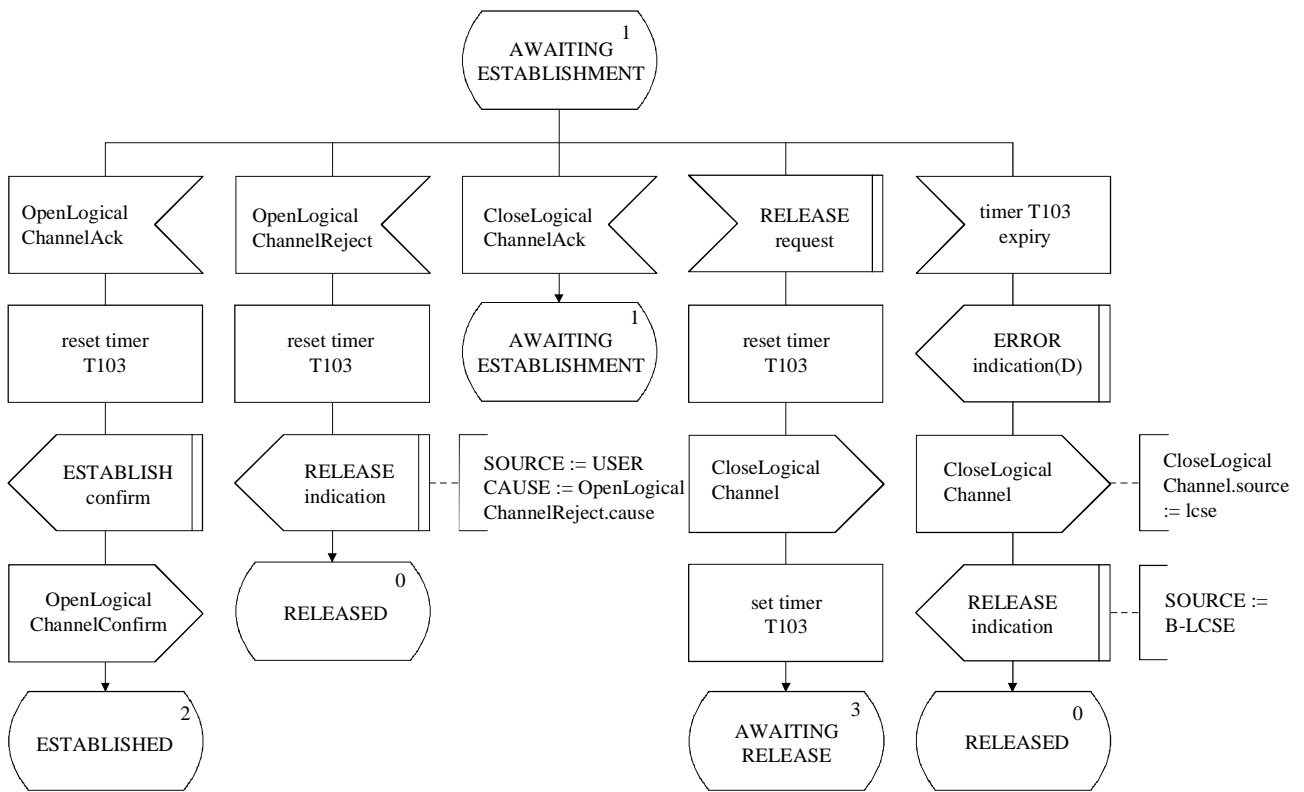 1
AWAITING
ESTABLISHMENT
OpenLogical
ChannelAck
OpenLogical
ChannelReject
CloseLogical
ChannelAck
RELEASE
request
timer T103
expiry
reset timer
T103
reset timer
T103
1
AWAITING
ESTABLISHMENT
reset timer
T103
ERROR
indication(D)
ESTABLISH
confirm
RELEASE
indication
SOURCE := USER
CAUSE := OpenLogical
ChannelReject.cause
CloseLogical
Channel
CloseLogical
Channel
CloseLogical
Channel.source
:= lcse
OpenLogical
ChannelConfirm
0
RELEASED
set timer
T103
RELEASE
indication
SOURCE :=
B-LCSE
2
ESTABLISHED
3
AWAITING
RELEASE
0
RELEASED